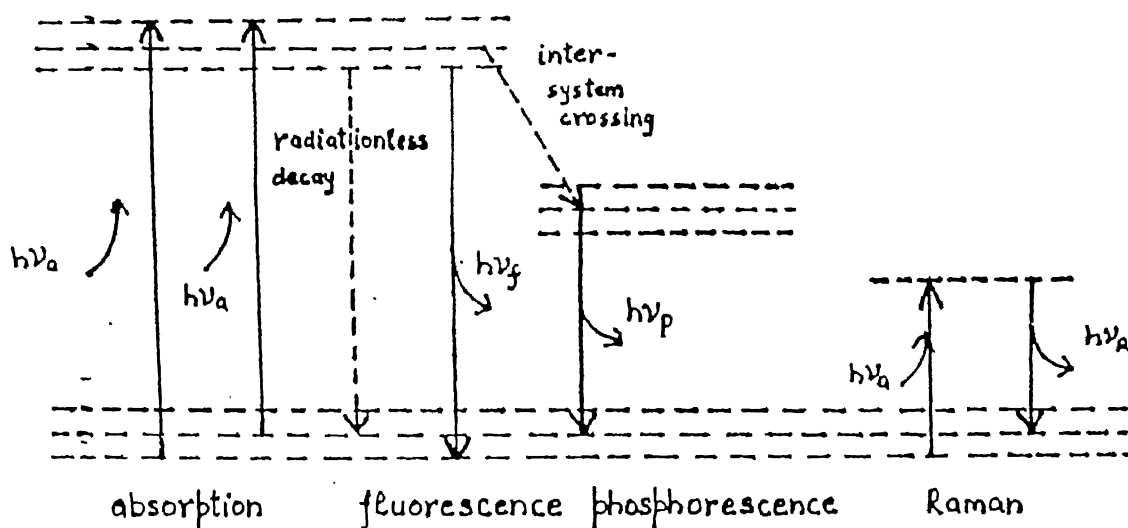 inter-
system
crossing
radiationless
decay
hνa
hνa
hνf
hνp
hνa
hνR
absorption fluorescence phosphorescence Raman